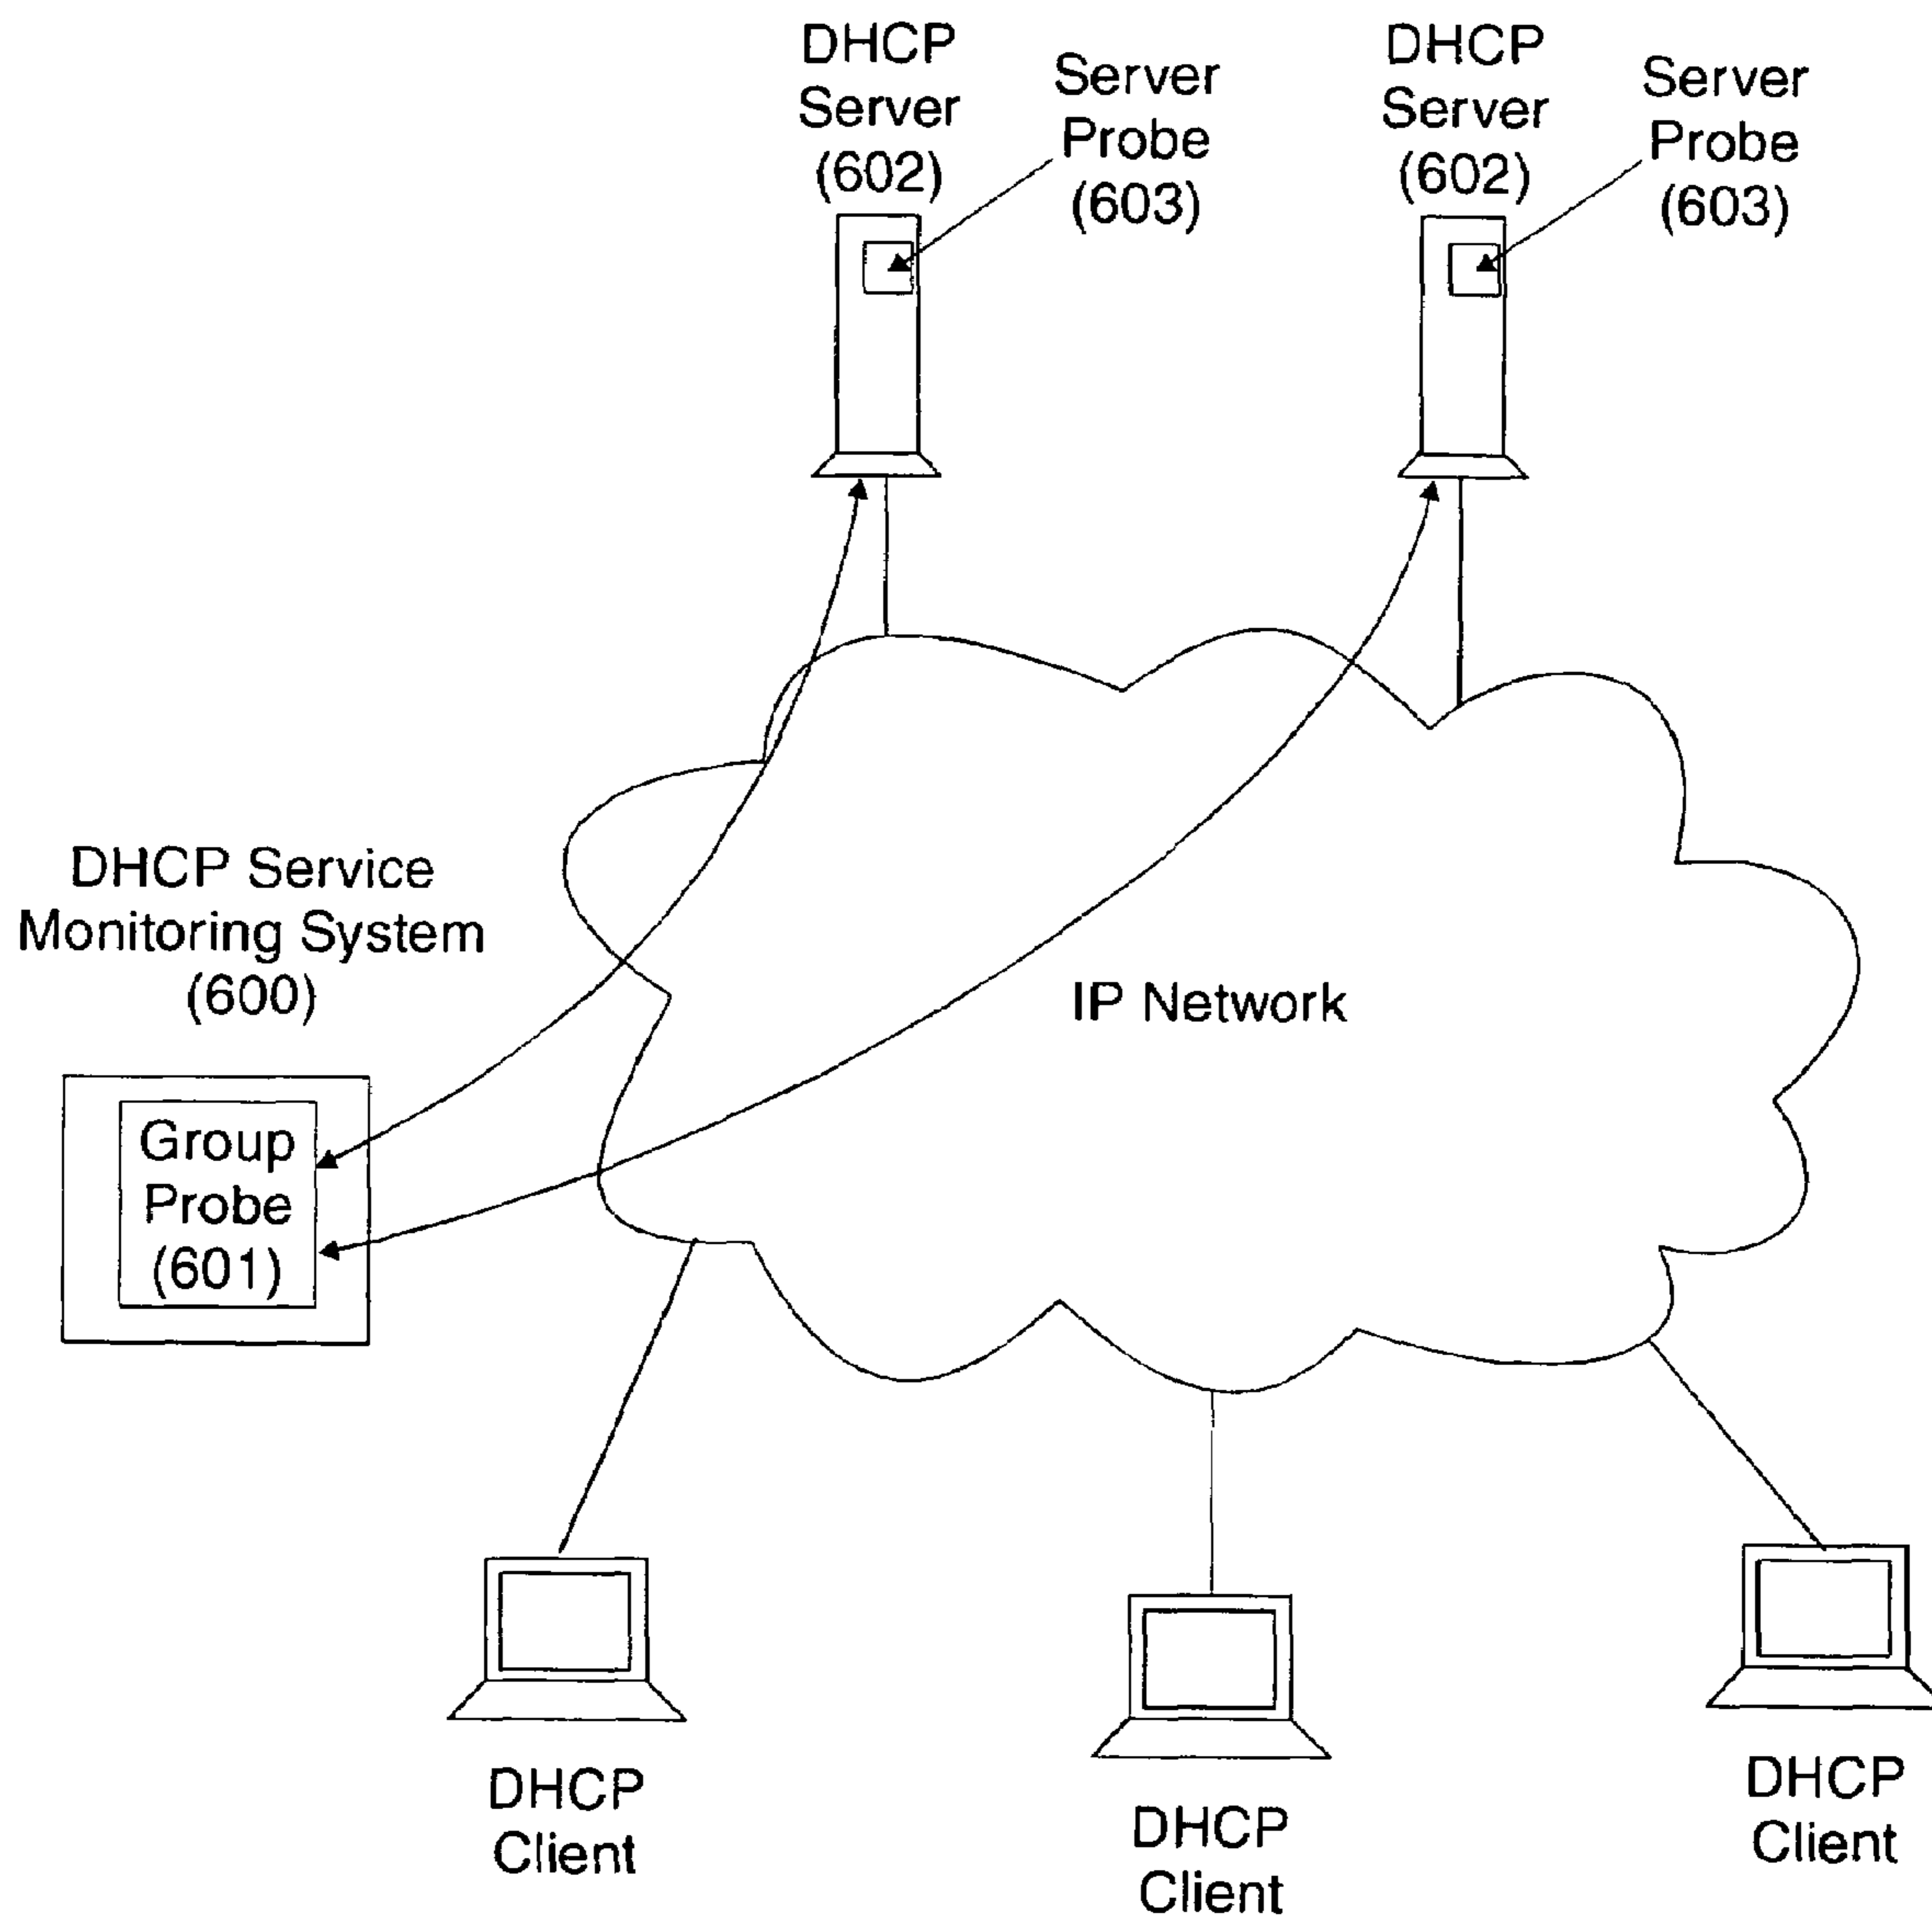 DHCP
Server
(602)
Server
Probe
(603)
DHCP
Server
(602)
Server
Probe
(603)
DHCP Service
Monitoring System
(600)
IP Network
Group
Probe
(601)
DHCP
Client
DHCP
Client
DHCP
Client